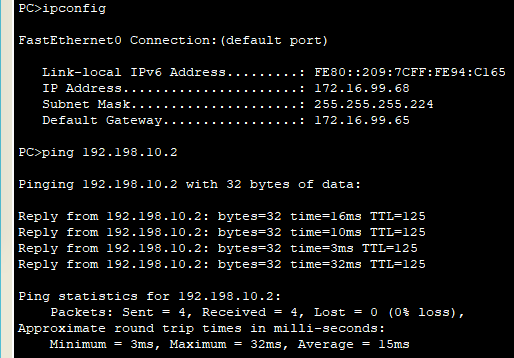 PC>ipconfig
FastEthernet0 Connection:(default port)
Link-local IPv6 Address.........: FE80::209:7CFF:FE94:C165
IP Address......................: 172.16.99.68
Subnet Mask.....................: 255.255.255.224
Default Gateway.................: 172.16.99.65
PC>ping 192.198.10.2
Pinging 192.198.10.2 with 32 bytes of data:
Reply from 192.198.10.2: bytes=32 time=16ms TTL=125
Reply from 192.198.10.2: bytes=32 time=10ms TTL=125
Reply from 192.198.10.2: bytes=32 time=3ms TTL=125
Reply from 192.198.10.2: bytes=32 time=32ms TTL=125
Ping statistics for 192.198.10.2:
Packets: Sent = 4, Received = 4, Lost = 0 (0% loss),
Approximate round trip times in milli-seconds:
Minimum = 3ms, Maximum = 32ms, Average = 15ms